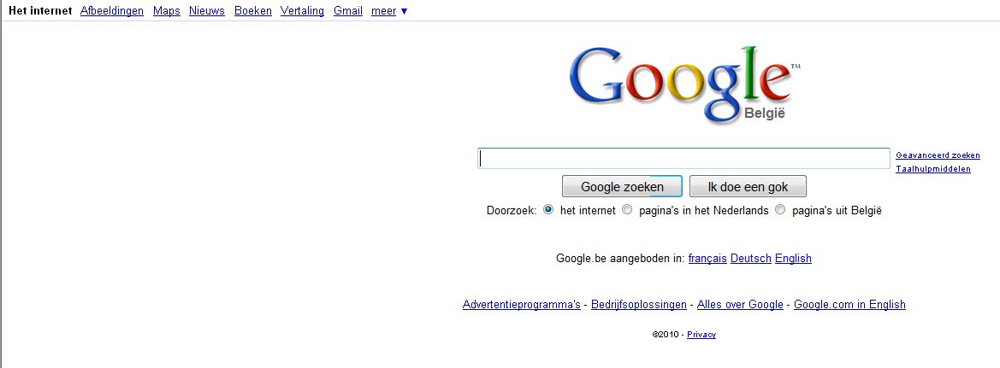 Het internet Afbeeldingen Maps Nieuws Boeken Vertaling Gmail meer ▼
Google™
België
Geavanceerd zoeken
Taalhulpmiddelen
Google zoeken Ik doe een gok
Doorzoek: het internet pagina's in het Nederlands pagina's uit België
Google.be aangeboden in: français Deutsch English
Advertentieprogramma's - Bedrijfsoplossingen - Alles over Google - Google.com in English
©2010 - Privacy